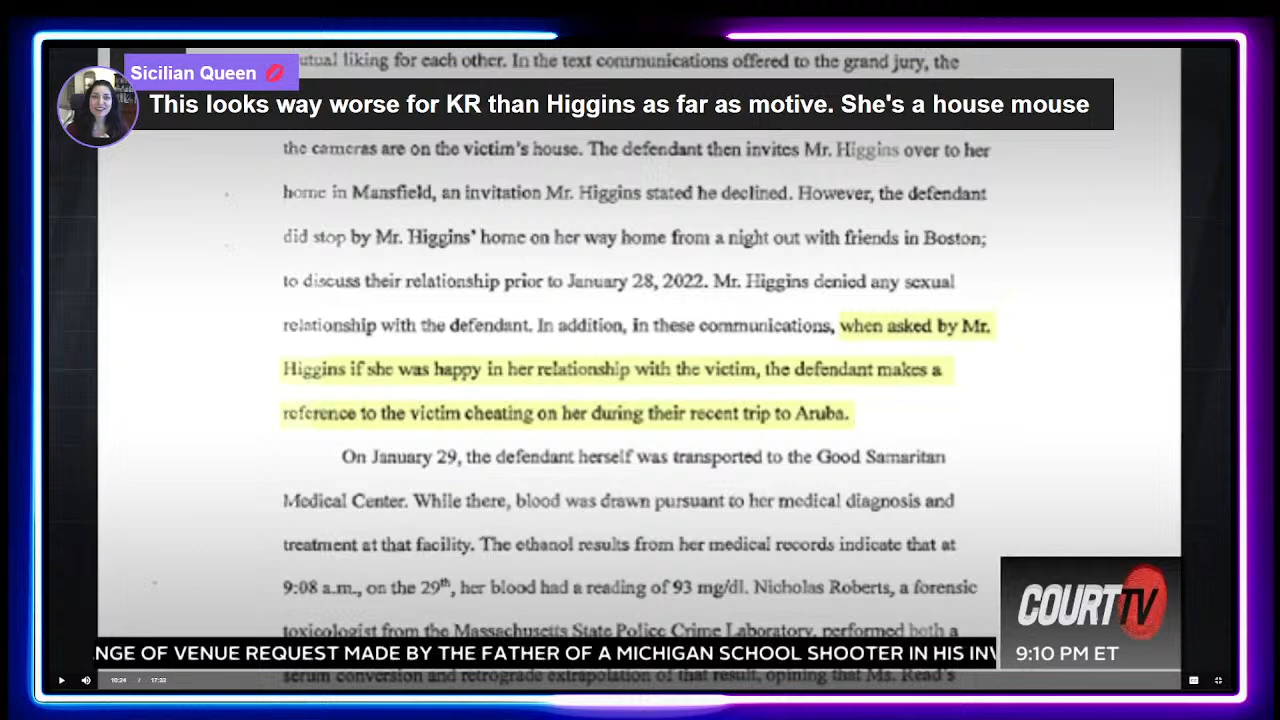 utual liking for each other. In the text communications offered to the grand jury, the
Sicilian Queen 💋
This looks way worse for KR than Higgins as far as motive. She's a house mouse
the cameras are on the victim's house. The defendant then invites Mr. Higgins over to her
home in Mansfield, an invitation Mr. Higgins stated he declined. However, the defendant
did stop by Mr. Higgins' home on her way home from a night out with friends in Boston;
to discuss their relationship prior to January 28, 2022. Mr. Higgins denied any sexual
relationship with the defendant. In addition, in these communications, when asked by Mr.
Higgins if she was happy in her relationship with the victim, the defendant makes a
reference to the victim cheating on her during their recent trip to Aruba.
On January 29, the defendant herself was transported to the Good Samaritan
Medical Center. While there, blood was drawn pursuant to her medical diagnosis and
treatment at that facility. The ethanol results from her medical records indicate that at
9:08 a.m., on the 29th, her blood had a reading of 93 mg/dl. Nicholas Roberts, a forensic
toxicologist from the Massachusetts State Police Crime Laboratory, performed both a
serum conversion and retrograde extrapolation of that result, opining that Ms. Read's
COURT TV
NGE OF VENUE REQUEST MADE BY THE FATHER OF A MICHIGAN SCHOOL SHOOTER IN HIS INV
9:10 PM ET
10:24 / 17:33